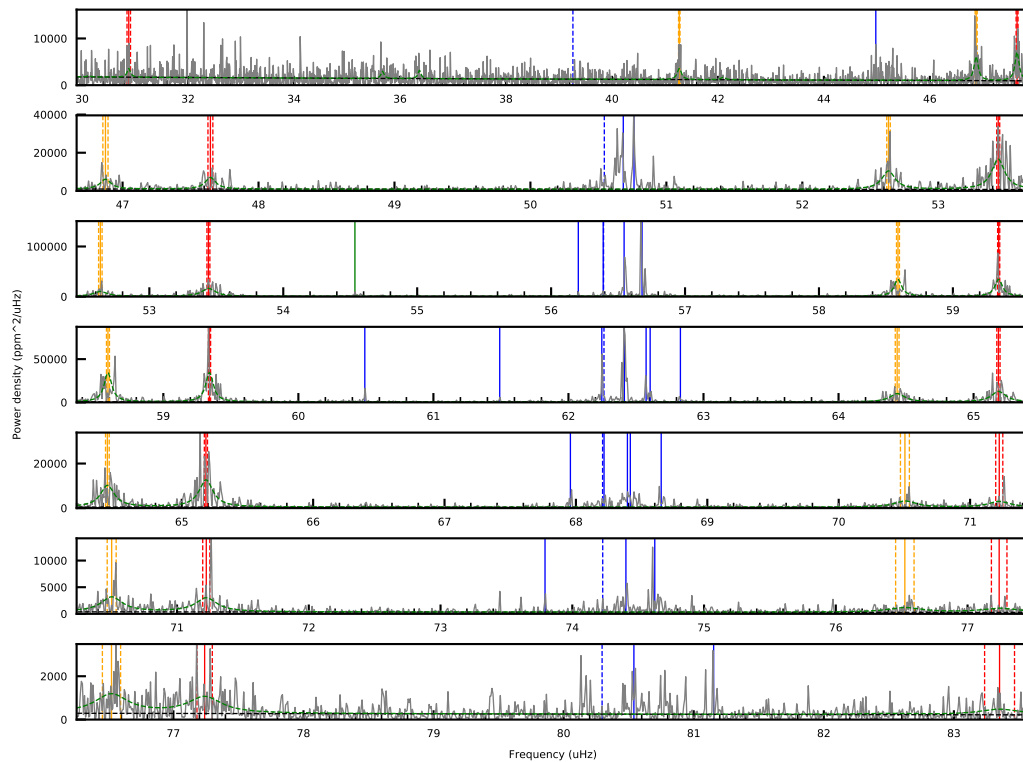 10000
0
30 32 34 36 38 40 42 44 46
40000
20000
0
47 48 49 50 51 52 53
100000
0
53 54 55 56 57 58 59
50000
0
59 60 61 62 63 64 65
20000
0
65 66 67 68 69 70 71
10000
5000
0
71 72 73 74 75 76 77
2000
0
77 78 79 80 81 82 83
Power density (ppm^2/uHz)
Frequency (uHz)